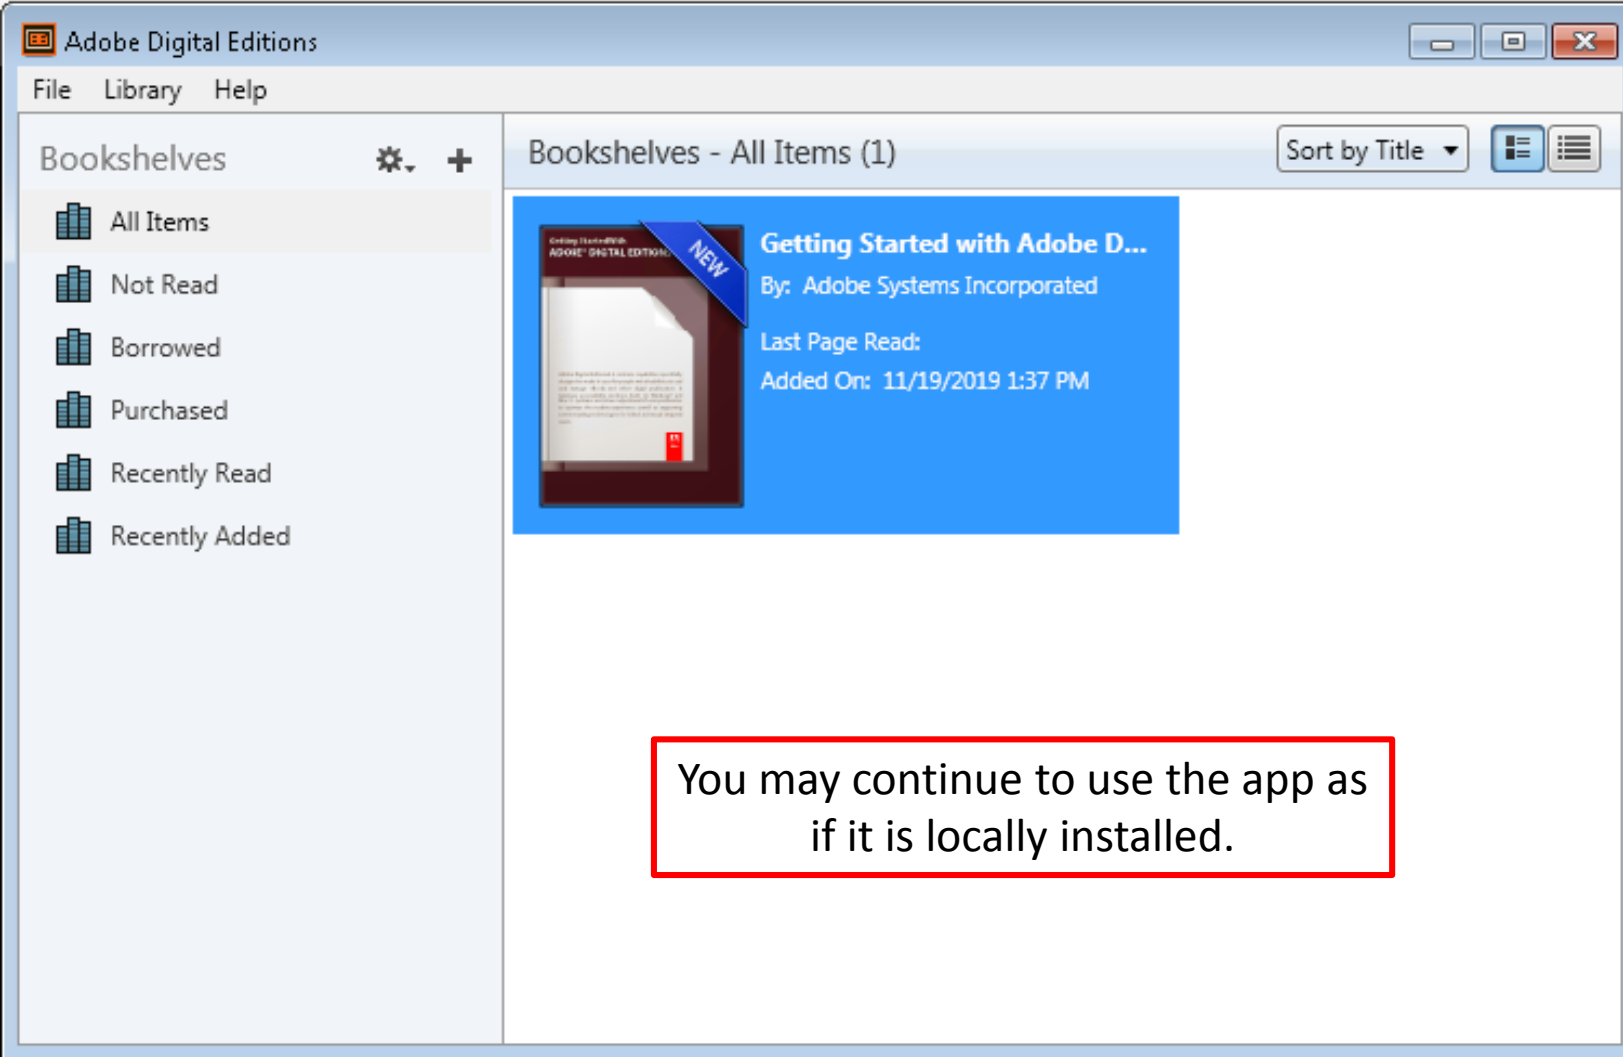 Adobe Digital Editions
File Library Help
Bookshelves
All Items
Not Read
Borrowed
Purchased
Recently Read
Recently Added
Bookshelves - All Items (1)
Sort by Title
Getting Started With
ADOBE® DIGITAL EDITIONS
NEW
Getting Started with Adobe D...
By: Adobe Systems Incorporated
Last Page Read:
Added On: 11/19/2019 1:37 PM
You may continue to use the app as
if it is locally installed.